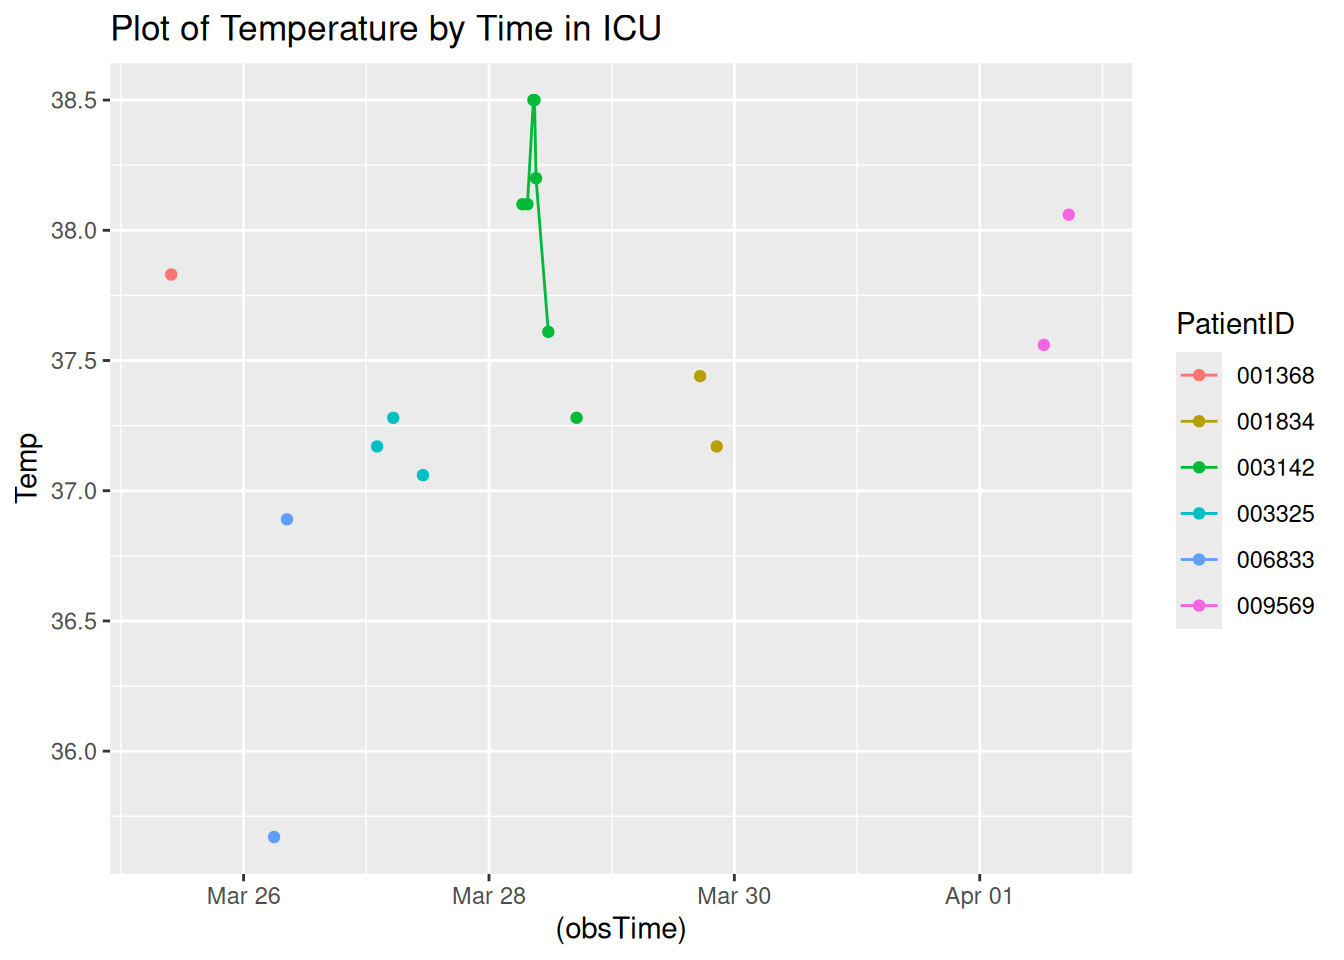 Plot of Temperature by Time in ICU
38.5
38.0
37.5
37.0
36.5
36.0
Temp
Mar 26 Mar 28 Mar 30 Apr 01
(obsTime)
PatientID
001368
001834
003142
003325
006833
009569